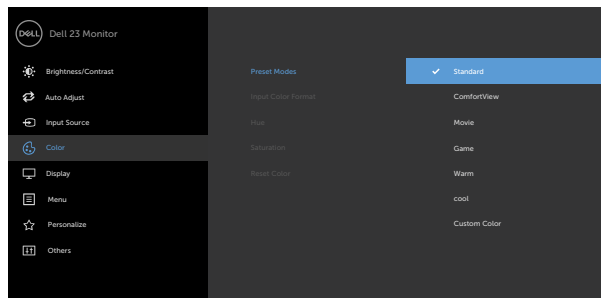 DELL Dell 23 Monitor
Brightness/Contrast
Auto Adjust
Input Source
Color
Display
Menu
Personalize
Others
Preset Modes
Input Color Format
Hue
Saturation
Reset Color
Standard
ComfortView
Movie
Game
Warm
cool
Custom Color